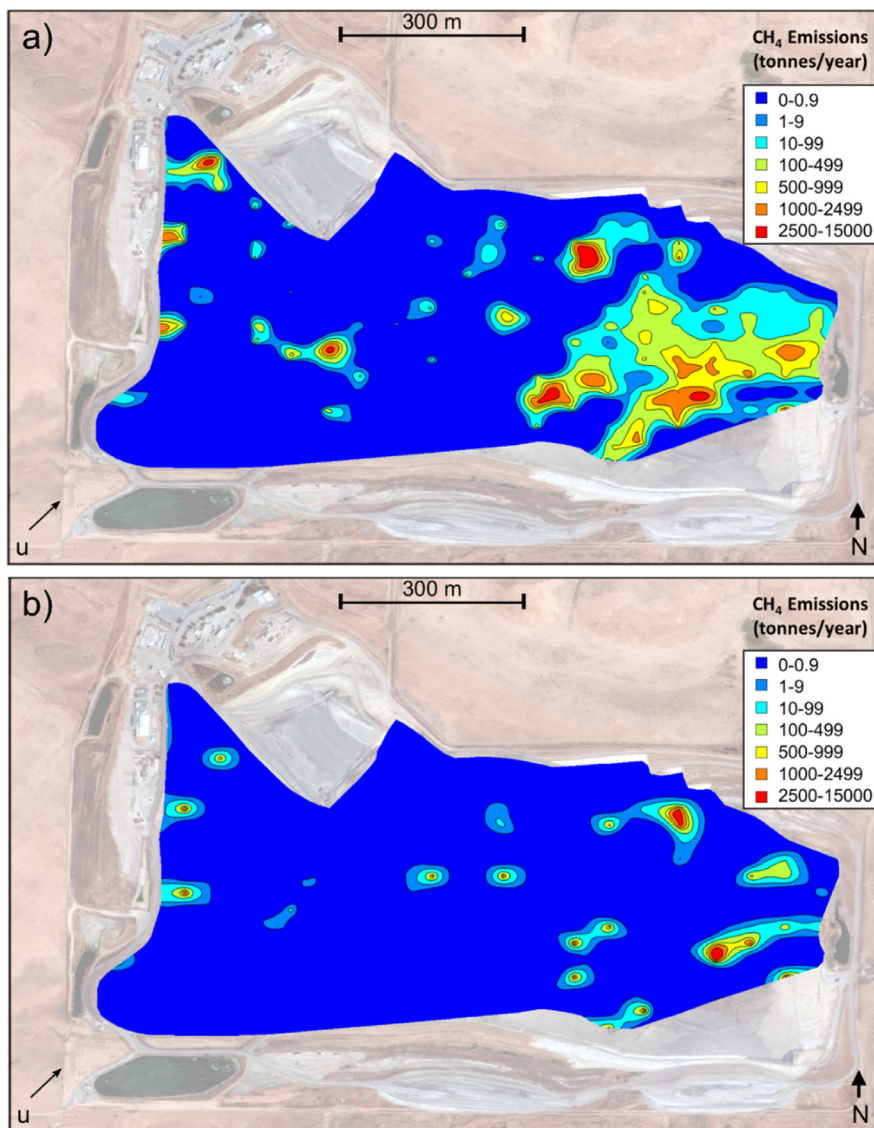 a)
300 m
CH₄ Emissions
(tonnes/year)
0-0.9
1-9
10-99
100-499
500-999
1000-2499
2500-15000
u
N
b)
300 m
CH₄ Emissions
(tonnes/year)
0-0.9
1-9
10-99
100-499
500-999
1000-2499
2500-15000
u
N